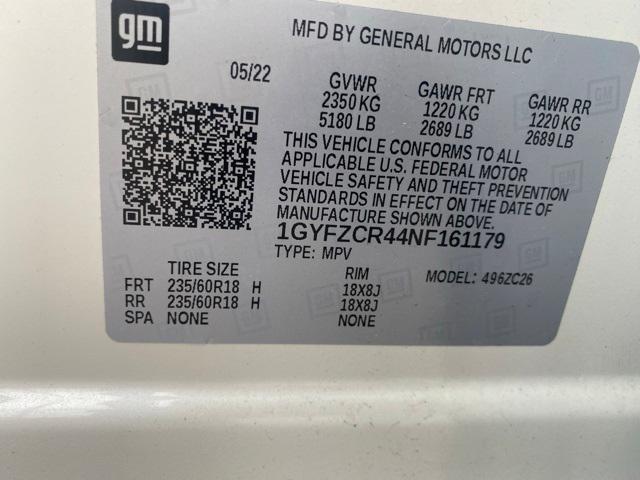 gm
MFD BY GENERAL MOTORS LLC
05/22
GVWR GAWR FRT GAWR RR
2350 KG 1220 KG 1220 KG
5180 LB 2689 LB 2689 LB
THIS VEHICLE CONFORMS TO ALL
APPLICABLE U.S. FEDERAL MOTOR
VEHICLE SAFETY AND THEFT PREVENTION
STANDARDS IN EFFECT ON THE DATE OF
MANUFACTURE SHOWN ABOVE.
1GYFZCR44NF161179
TYPE: MPV
TIRE SIZE RIM MODEL: 496ZC26
FRT 235/60R18 H 18X8J
RR 235/60R18 H 18X8J
SPA NONE NONE